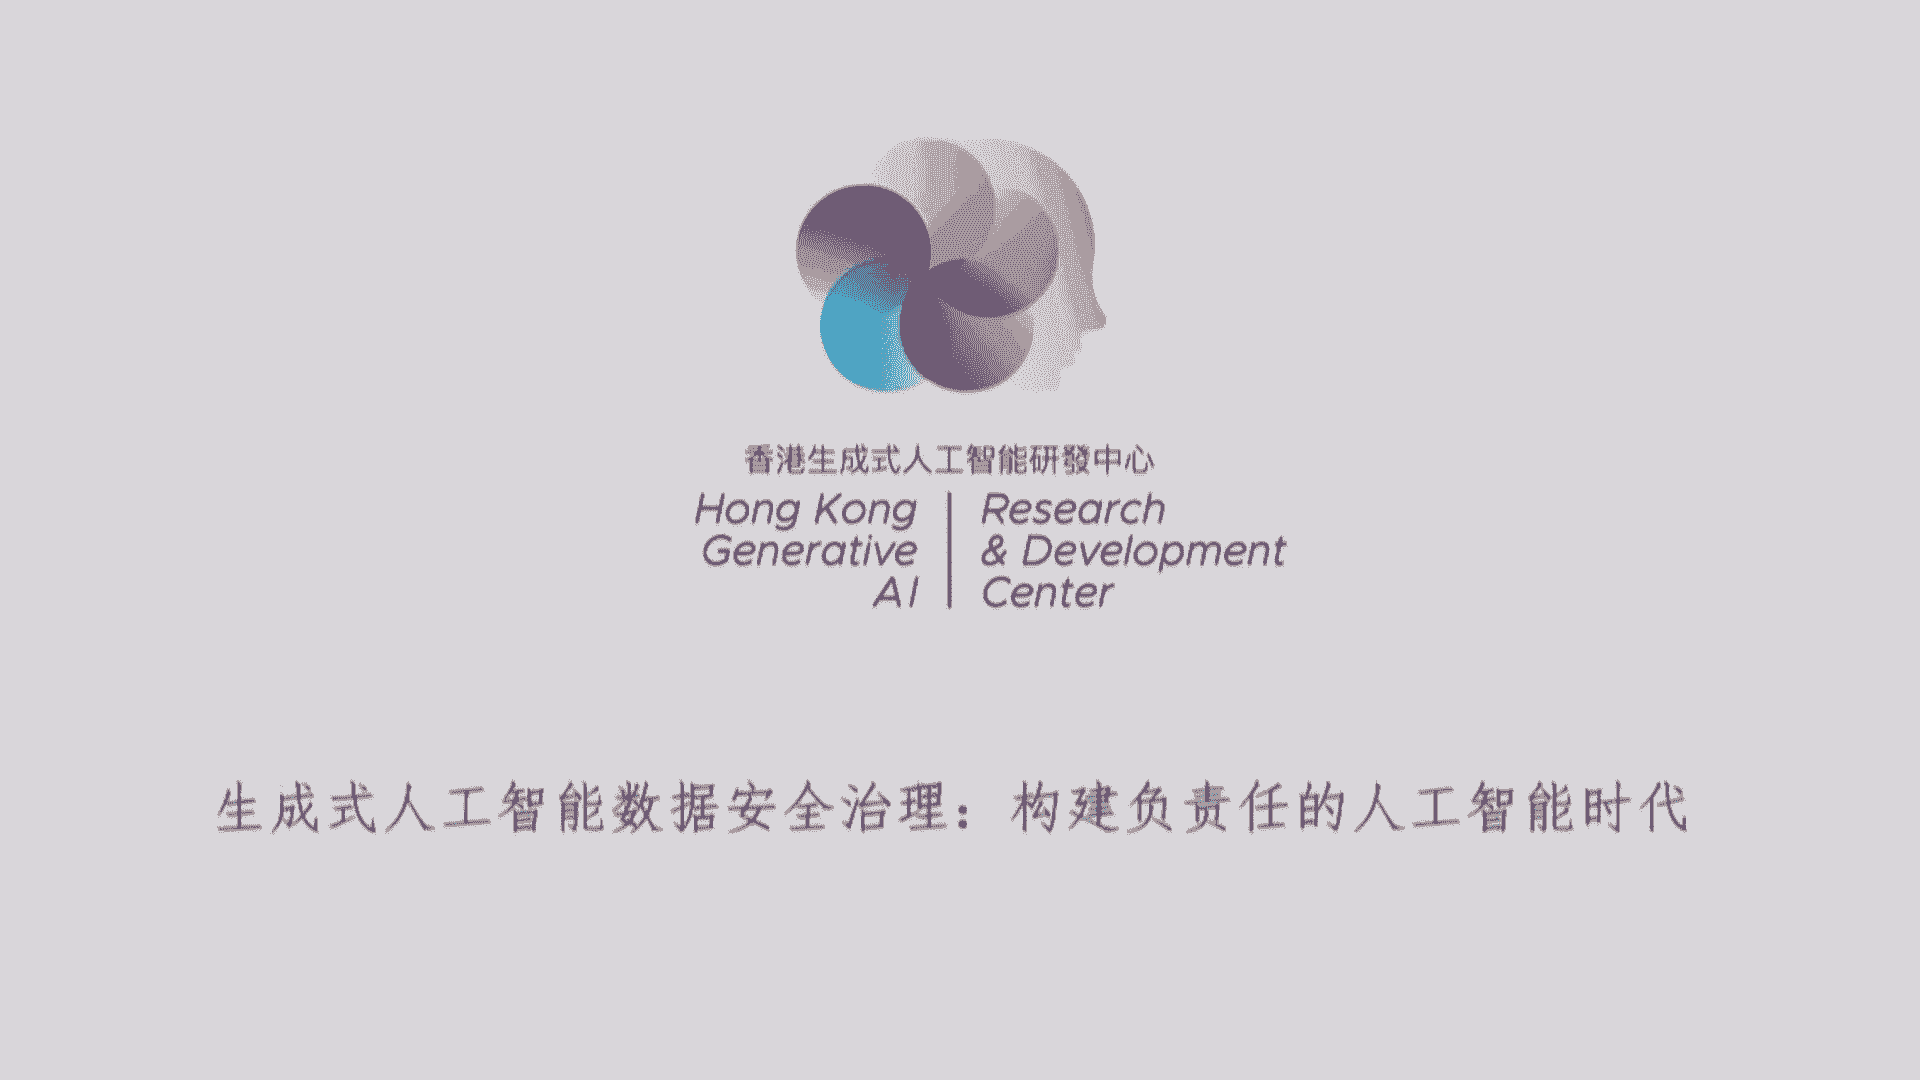 香港生成式人工智能研發中心
Hong Kong
Generative
AI
Research
& Development
Center
生成式人工智能数据安全治理：构建负责任的人工智能时代